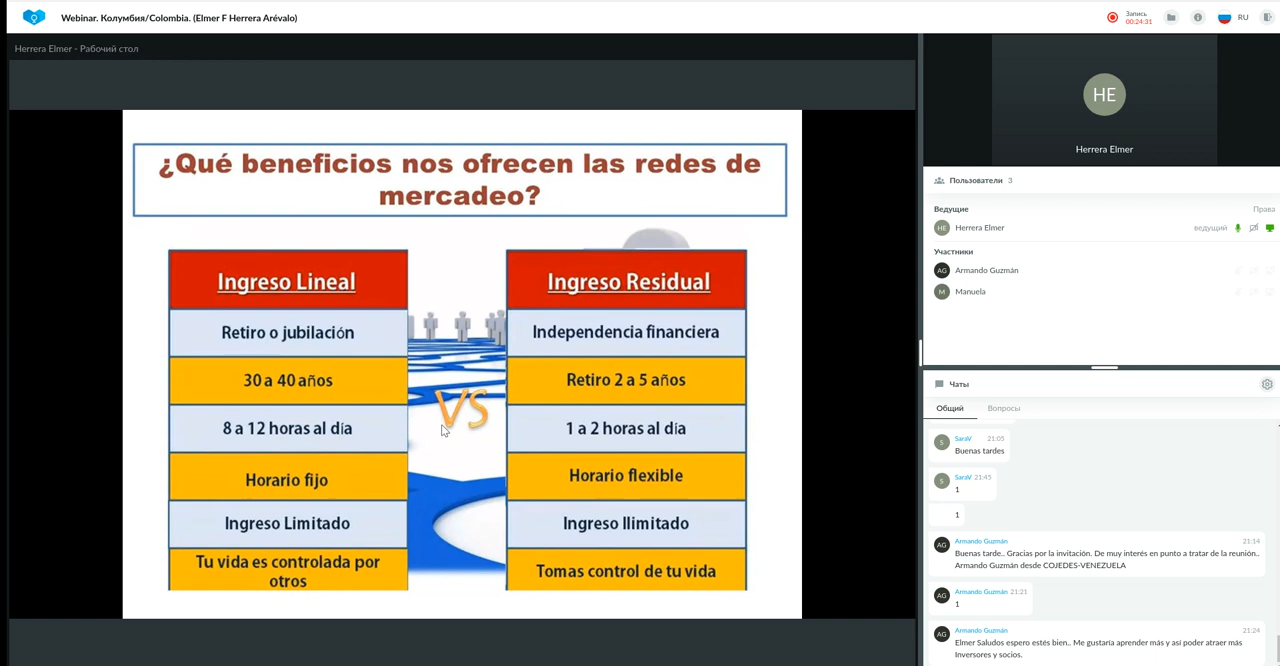 Webinar. Колумбия/Colombia. (Elmer F Herrera Arévalo)
Запись
00:24:31
RU
Herrera Elmer - Рабочий стол
¿Qué beneficios nos ofrecen las redes de
mercadeo?
Ingreso Lineal
Retiro o jubilación
30 a 40 años
8 a 12 horas al día
Horario fijo
Ingreso Limitado
Tu vida es controlada por
otros
VS
Ingreso Residual
Independencia financiera
Retiro 2 a 5 años
1 a 2 horas al día
Horario flexible
Ingreso Ilimitado
Tomas control de tu vida
HE
Herrera Elmer
Пользователи 3
Ведущие Права
HE Herrera Elmer ведущий
Участники
AG Armando Guzmán
M Manuela
Чаты
Общий Вопросы
S SaraV 21:05
Buenas tardes
S SaraV 21:45
1
1
AG Armando Guzmán 21:14
Buenas tarde.. Gracias por la invitación. De muy interés en punto a tratar de la reunión..
Armando Guzmán desde COJEDES-VENEZUELA
AG Armando Guzmán 21:21
1
AG Armando Guzmán 21:24
Elmer Saludos espero estés bien.. Me gustaría aprender más y así poder atraer más
Inversores y socios.